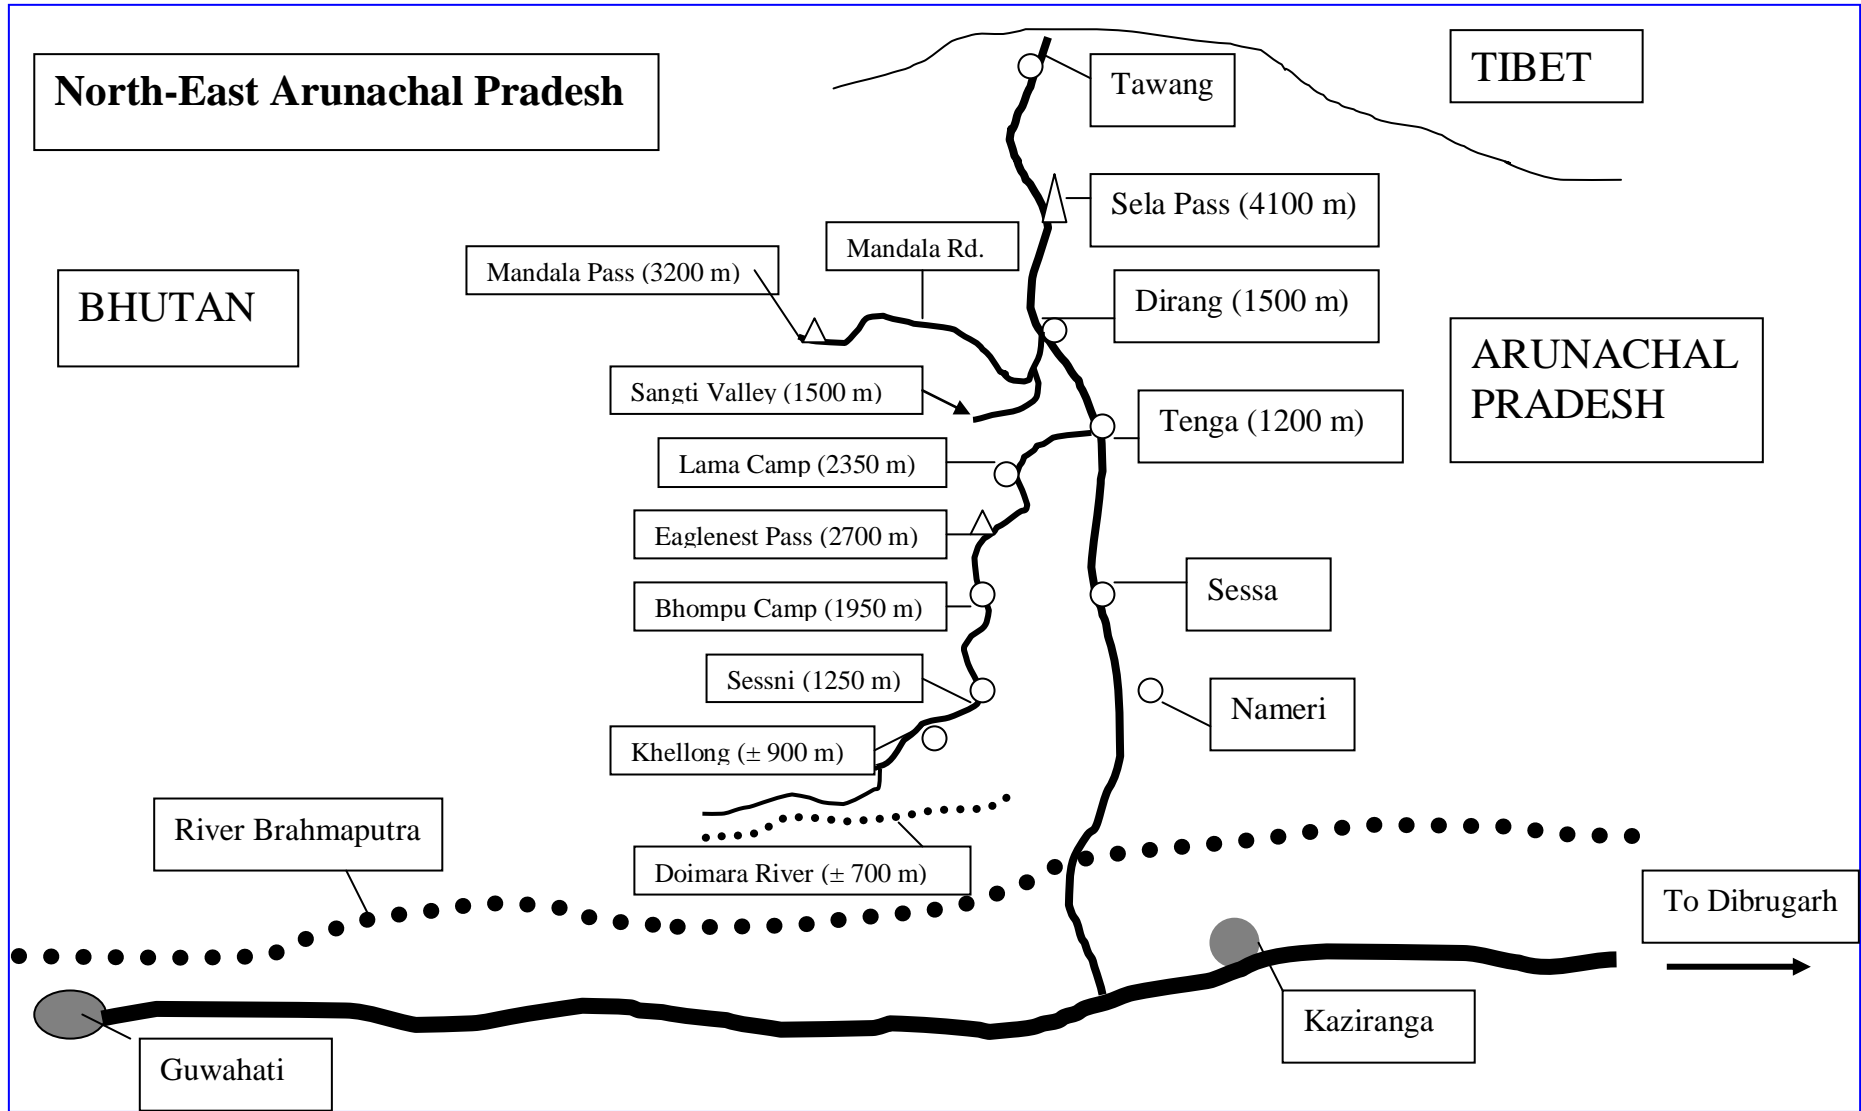 North-East Arunachal Pradesh
TIBET
Tawang
Sela Pass (4100 m)
Mandala Rd.
Mandala Pass (3200 m)
BHUTAN
Dirang (1500 m)
ARUNACHAL
PRADESH
Sangti Valley (1500 m)
Tenga (1200 m)
Lama Camp (2350 m)
Eaglenest Pass (2700 m)
Bhompu Camp (1950 m)
Sessa
Sessni (1250 m)
Nameri
Khellong (± 900 m)
River Brahmaputra
Doimara River (± 700 m)
To Dibrugarh
Kaziranga
Guwahati